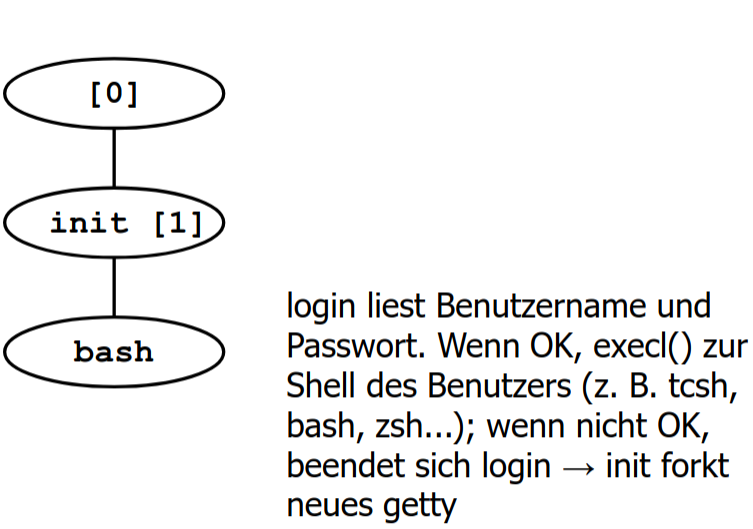 [0]
init [1]
bash
login liest Benutzername und
Passwort. Wenn OK, execl() zur
Shell des Benutzers (z. B. tcsh,
bash, zsh...); wenn nicht OK,
beendet sich login → init forkt
neues getty